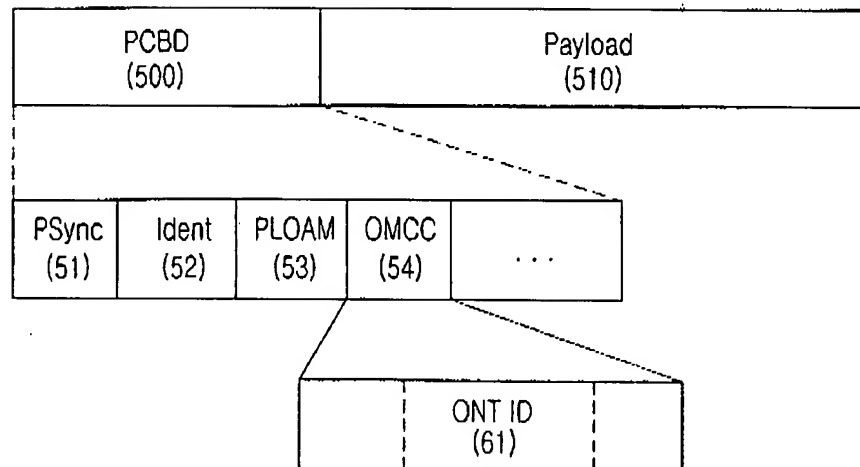 PCBD
(500)
Payload
(510)
PSync
(51)
Ident
(52)
PLOAM
(53)
OMCC
(54)
...
ONT ID
(61)